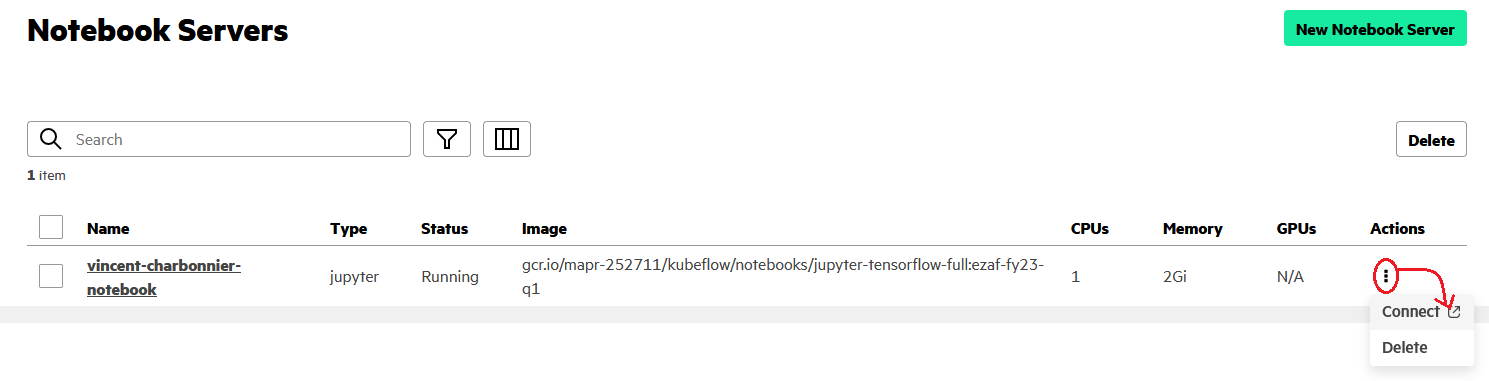 Notebook Servers
New Notebook Server
Search
Delete
1 item
Name Type Status Image CPUs Memory GPUs Actions
vincent-charbonnier-
notebook
jupyter
Running
gcr.io/mapr-252711/kubeflow/notebooks/jupyter-tensorflow-full:ezaf-fy23-
q1
1
2Gi
N/A
Connect
Delete